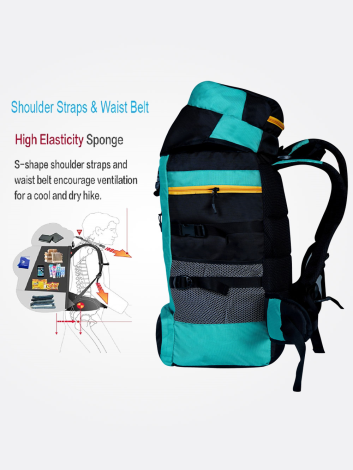 Shoulder Straps & Waist Belt
High Elasticity Sponge
S-shape shoulder straps and
waist belt encourage ventilation
for a cool and dry hike.